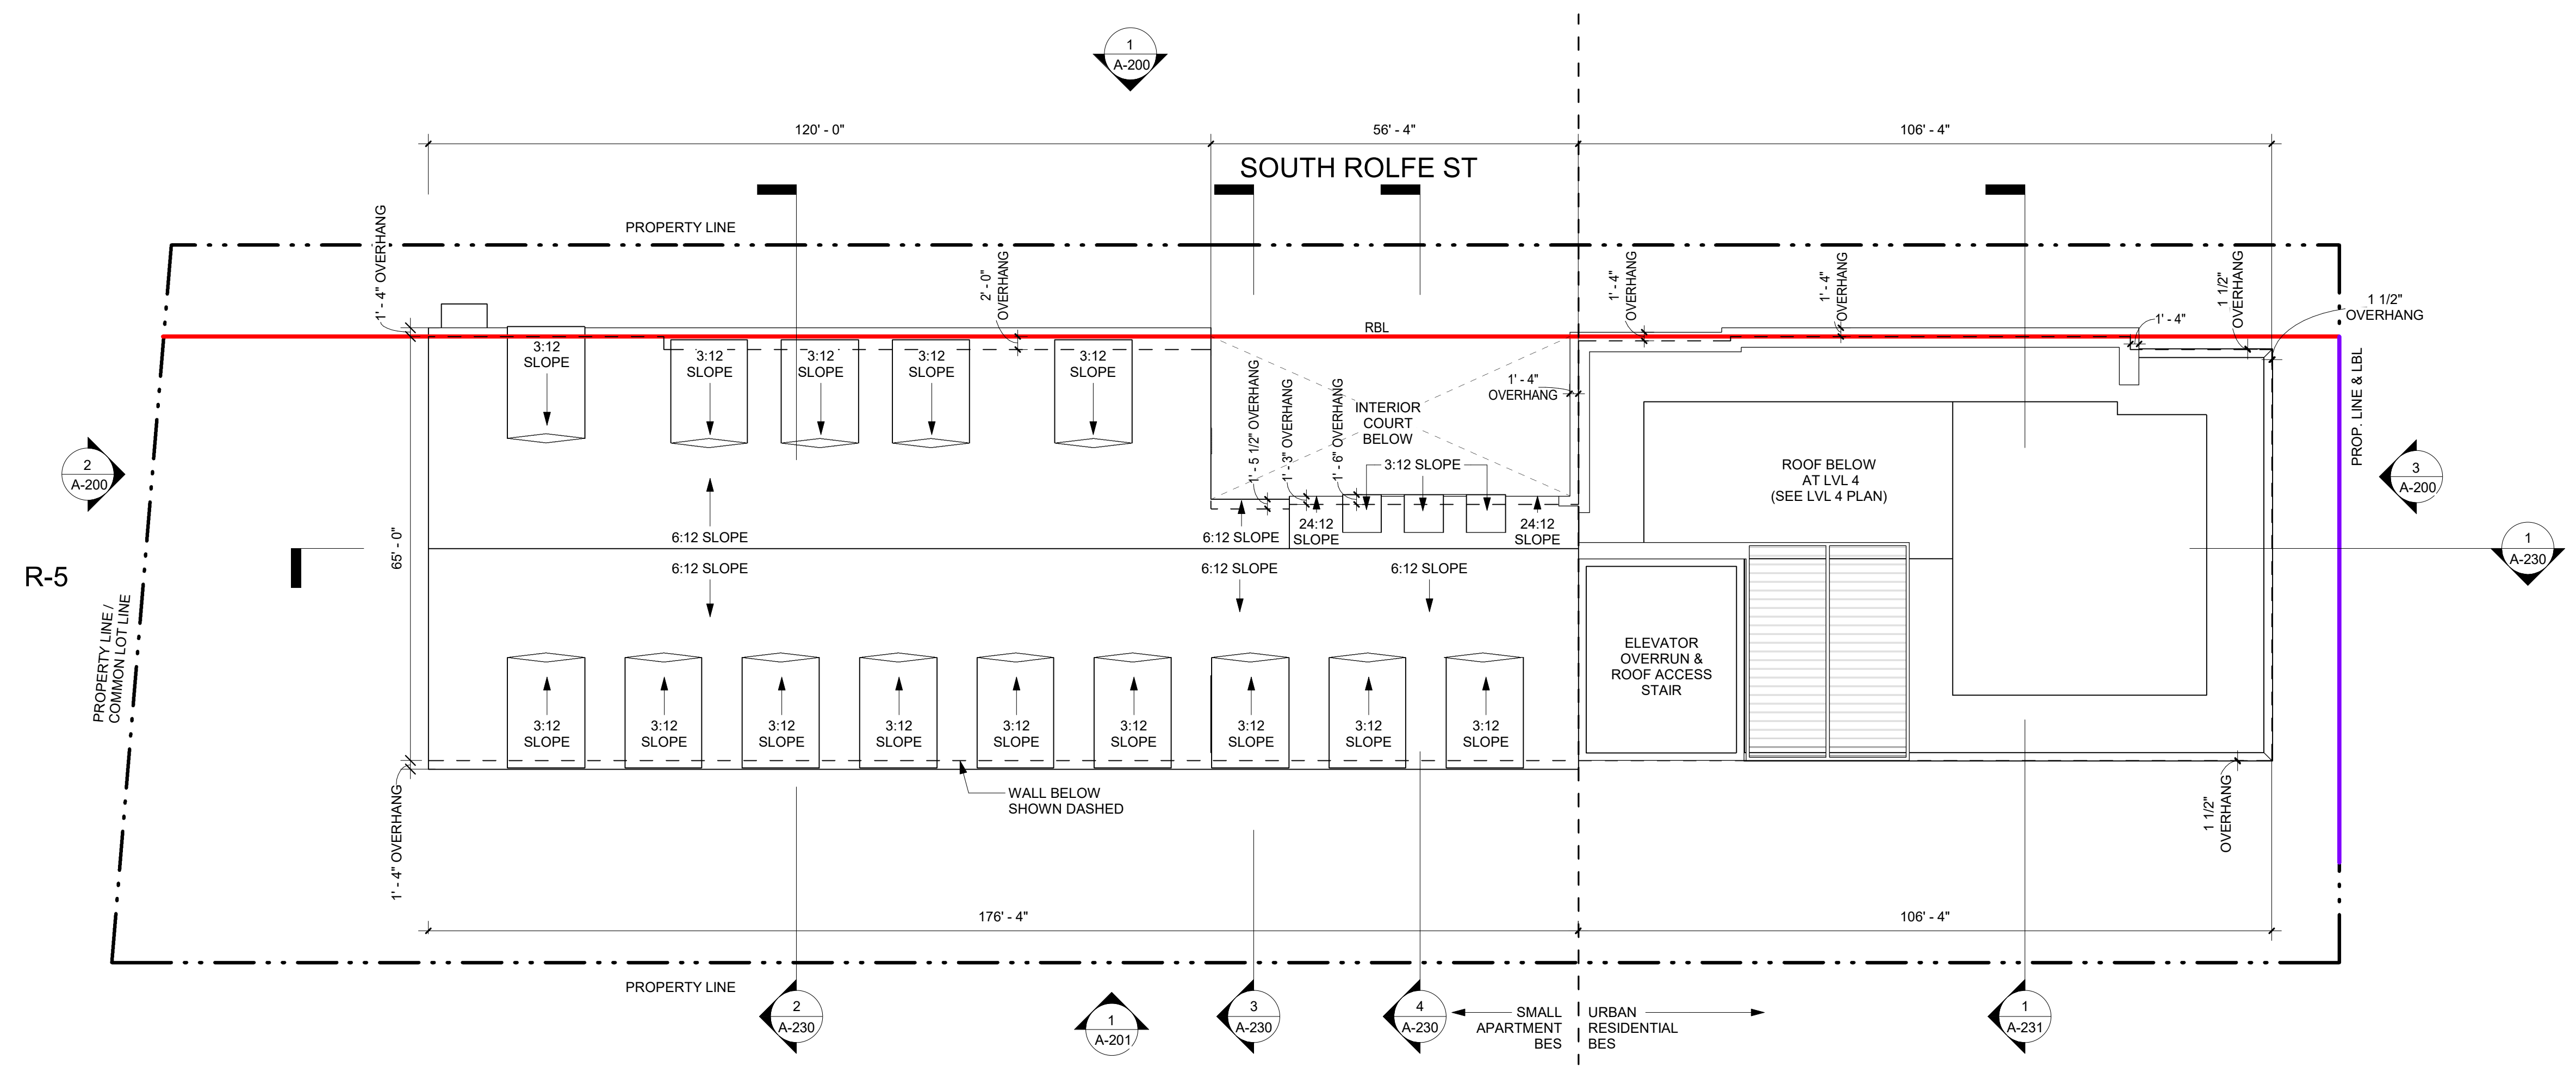 1
A-200
120' - 0"
56' - 4"
106' - 4"
SOUTH ROLFE ST
PROPERTY LINE
1' - 4" OVERHANG
2' - 0"
OVERHANG
1' - 4"
OVERHANG
1' - 4"
OVERHANG
1 1/2"
OVERHANG
1 1/2"
OVERHANG
1' - 4"
RBL
3:12
SLOPE
3:12
SLOPE
3:12
SLOPE
3:12
SLOPE
3:12
SLOPE
1' - 4"
OVERHANG
PROP. LINE & LBL
1' - 5 1/2" OVERHANG
1' - 3" OVERHANG
1' - 6" OVERHANG
INTERIOR
COURT
BELOW
3:12 SLOPE
2
A-200
ROOF BELOW
AT LVL 4
(SEE LVL 4 PLAN)
3
A-200
6:12 SLOPE
6:12 SLOPE
24:12
SLOPE
24:12
SLOPE
65' - 0"
1
A-230
R-5
6:12 SLOPE
6:12 SLOPE
6:12 SLOPE
PROPERTY LINE /
COMMON LOT LINE
ELEVATOR
OVERRUN &
ROOF ACCESS
STAIR
3:12
SLOPE
3:12
SLOPE
3:12
SLOPE
3:12
SLOPE
3:12
SLOPE
3:12
SLOPE
3:12
SLOPE
3:12
SLOPE
3:12
SLOPE
WALL BELOW
SHOWN DASHED
1' - 4" OVERHANG
1 1/2"
OVERHANG
176' - 4"
106' - 4"
PROPERTY LINE
2
A-230
1
A-201
3
A-230
4
A-230
SMALL
APARTMENT
BES
URBAN
RESIDENTIAL
BES
1
A-231